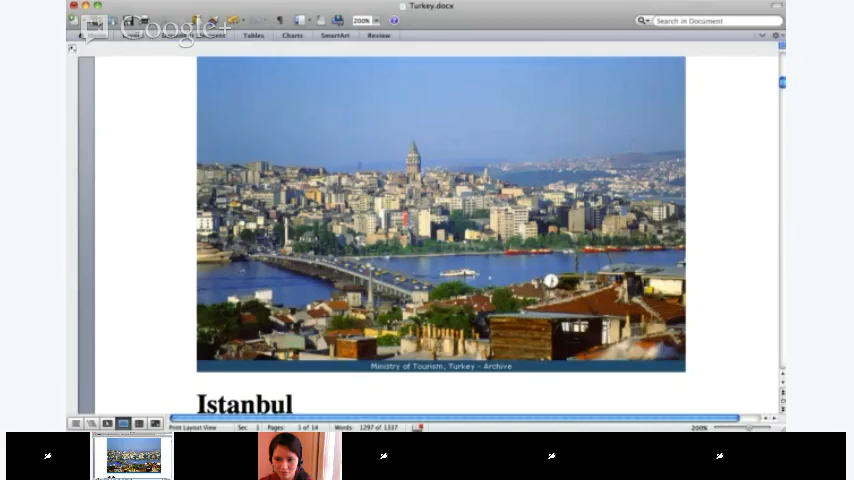 Turkey.docx
Google+
200%
Search in Document
Tables Charts SmartArt Review
Ministry of Tourism, Turkey - Archive
Istanbul
Print Layout View Sec 1 Pages: 1 of 14 Words: 1297 of 1337 200%